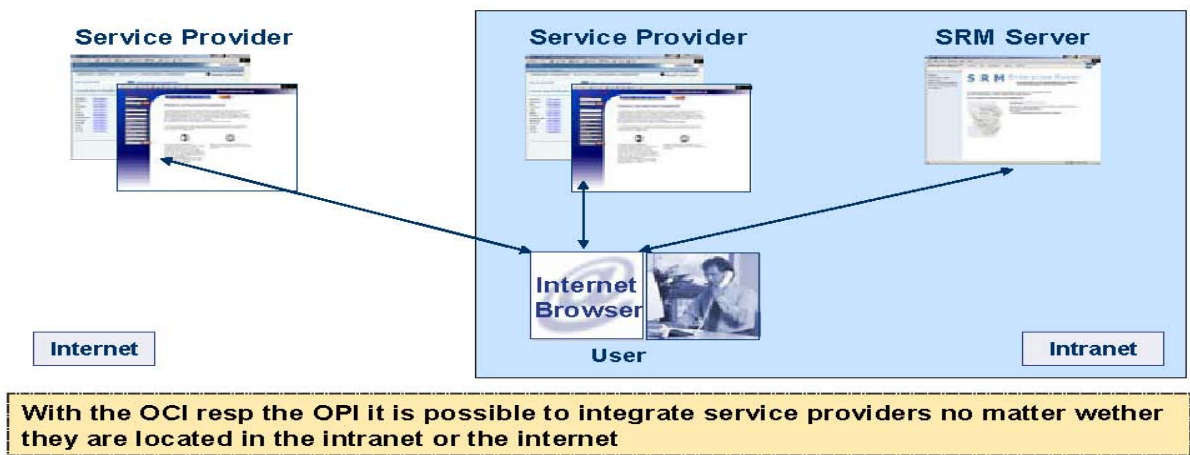 Service Provider
Service Provider
SRM Server
SRM
Internet
Browser
User
Internet
Intranet
With the OCI resp the OPI it is possible to integrate service providers no matter wether
they are located in the intranet or the internet